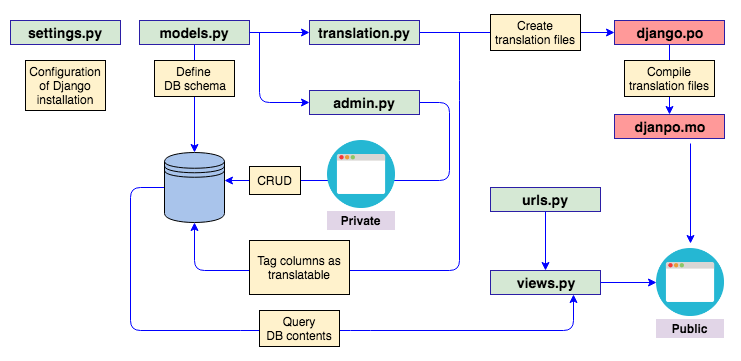 settings.py
models.py
translation.py
Create
translation files
django.po
Configuration
of Django
installation
Define
DB schema
Compile
translation files
admin.py
djanpo.mo
CRUD
Private
urls.py
Tag columns as
translatable
views.py
Query
DB contents
Public